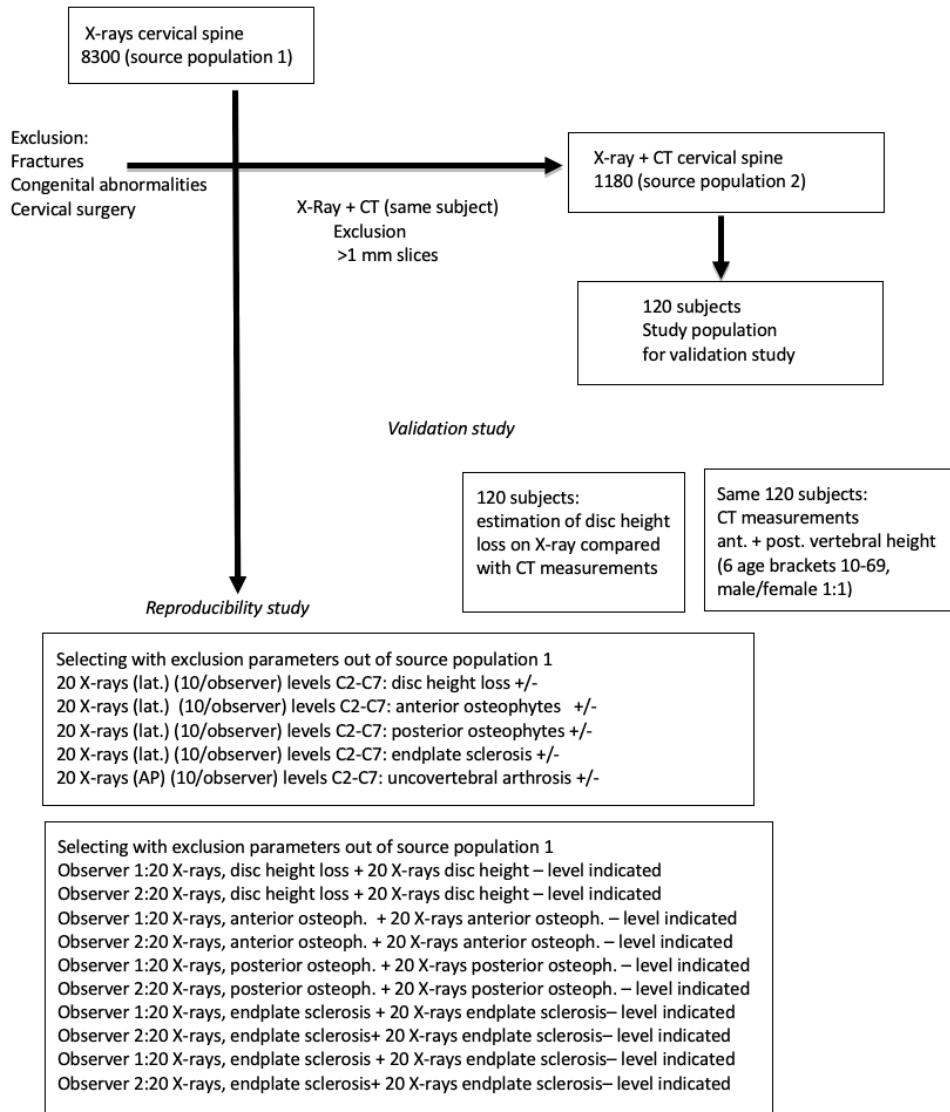 X-rays cervical spine
8300 (source population 1)
Exclusion:
Fractures
Congenital abnormalities
Cervical surgery
X-Ray + CT (same subject)
Exclusion
>1 mm slices
X-ray + CT cervical spine
1180 (source population 2)
120 subjects
Study population
for validation study
Validation study
120 subjects:
estimation of disc height
loss on X-ray compared
with CT measurements
Same 120 subjects:
CT measurements
ant. + post. vertebral height
(6 age brackets 10-69,
male/female 1:1)
Reproducibility study
Selecting with exclusion parameters out of source population 1
20 X-rays (lat.) (10/observer) levels C2-C7: disc height loss +/-
20 X-rays (lat.) (10/observer) levels C2-C7: anterior osteophytes +/-
20 X-rays (lat.) (10/observer) levels C2-C7: posterior osteophytes +/-
20 X-rays (lat.) (10/observer) levels C2-C7: endplate sclerosis +/-
20 X-rays (AP) (10/observer) levels C2-C7: uncovertebral arthrosis +/-
Selecting with exclusion parameters out of source population 1
Observer 1:20 X-rays, disc height loss + 20 X-rays disc height – level indicated
Observer 2:20 X-rays, disc height loss + 20 X-rays disc height – level indicated
Observer 1:20 X-rays, anterior osteoph. + 20 X-rays anterior osteoph. – level indicated
Observer 2:20 X-rays, anterior osteoph. + 20 X-rays anterior osteoph. – level indicated
Observer 1:20 X-rays, posterior osteoph. + 20 X-rays posterior osteoph. – level indicated
Observer 2:20 X-rays, posterior osteoph. + 20 X-rays posterior osteoph. – level indicated
Observer 1:20 X-rays, endplate sclerosis + 20 X-rays endplate sclerosis– level indicated
Observer 2:20 X-rays, endplate sclerosis+ 20 X-rays endplate sclerosis– level indicated
Observer 1:20 X-rays, endplate sclerosis + 20 X-rays endplate sclerosis– level indicated
Observer 2:20 X-rays, endplate sclerosis+ 20 X-rays endplate sclerosis– level indicated